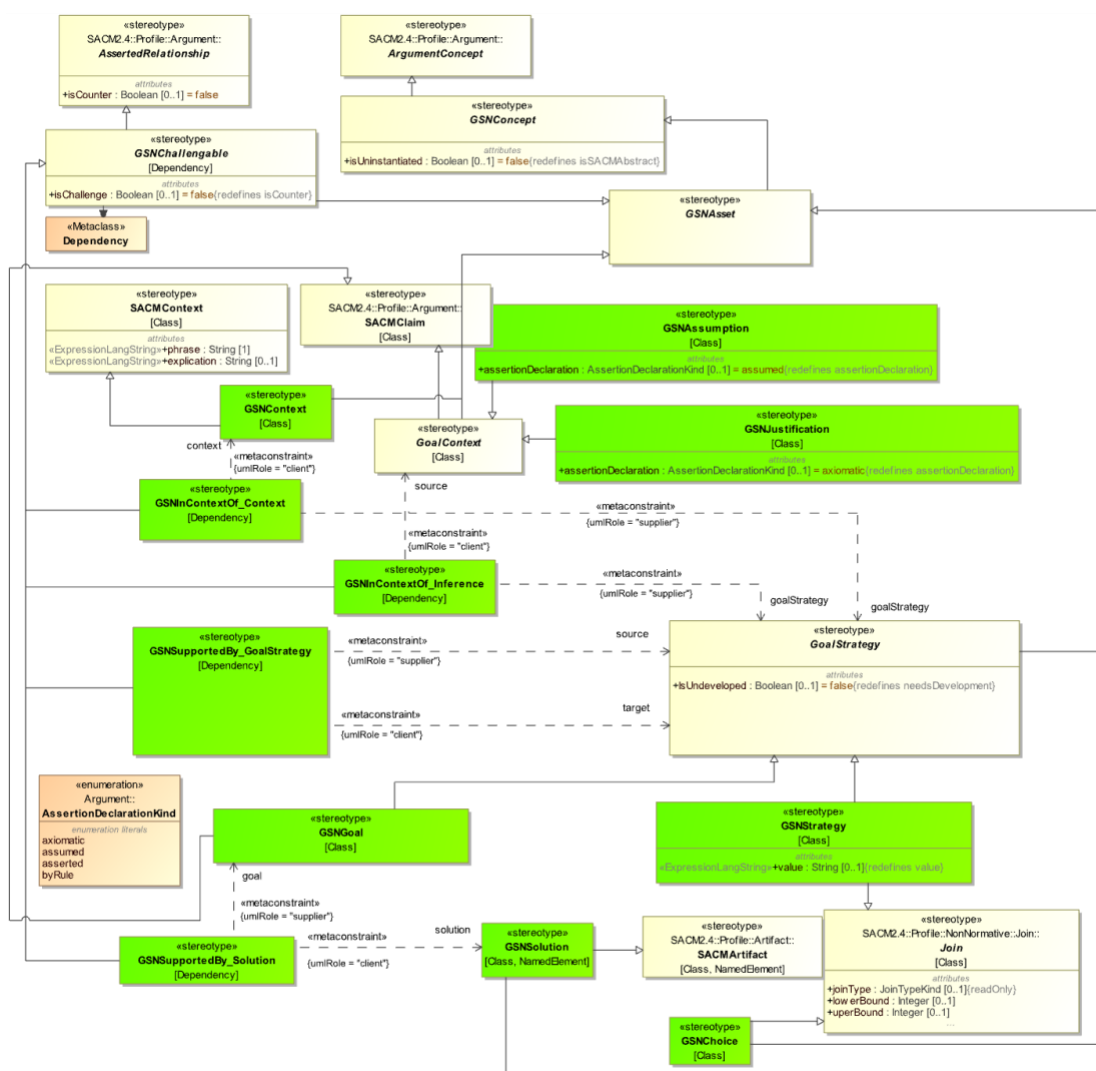 «stereotype»
SACM2.4::Profile::Argument::
AssertedRelationship
attributes
+isCounter : Boolean [0..1] = false
«stereotype»
SACM2.4::Profile::Argument::
ArgumentConcept
«stereotype»
GSNConcept
attributes
+isUninstantiated : Boolean [0..1] = false{redefines isSACMAbstract}
«stereotype»
GSNChallengable
[Dependency]
attributes
+isChallenge : Boolean [0..1] = false{redefines isCounter}
«Metaclass»
Dependency
«stereotype»
GSNAsset
«stereotype»
SACMContext
[Class]
attributes
«ExpressionLangString»+phrase : String [1]
«ExpressionLangString»+explication : String [0..1]
«stereotype»
SACM2.4::Profile::Argument::
SACMClaim
[Class]
«stereotype»
GSNAssumption
[Class]
attributes
+assertionDeclaration : AssertionDeclarationKind [0..1] = assumed{redefines assertionDeclaration}
«stereotype»
GSNContext
[Class]
«stereotype»
GoalContext
[Class]
«stereotype»
GSNJustification
[Class]
attributes
+assertionDeclaration : AssertionDeclarationKind [0..1] = axiomatic{redefines assertionDeclaration}
context
«metaconstraint»
{umlRole = "client"}
source
«stereotype»
GSNInContextOf_Context
[Dependency]
«metaconstraint»
{umlRole = "supplier"}
«metaconstraint»
{umlRole = "client"}
«stereotype»
GSNInContextOf_Inference
[Dependency]
«metaconstraint»
{umlRole = "supplier"}
goalStrategy
goalStrategy
«stereotype»
GSNSupportedBy_GoalStrategy
[Dependency]
«metaconstraint»
{umlRole = "supplier"}
source
«metaconstraint»
{umlRole = "client"}
target
«stereotype»
GoalStrategy
attributes
+IsUndeveloped : Boolean [0..1] = false{redefines needsDevelopment}
«enumeration»
Argument::
AssertionDeclarationKind
enumeration literals
axiomatic
assumed
asserted
byRule
«stereotype»
GSNGoal
[Class]
«stereotype»
GSNStrategy
[Class]
attributes
«ExpressionLangString»+value : String [0..1]{redefines value}
goal
«metaconstraint»
{umlRole = "supplier"}
«stereotype»
GSNSupportedBy_Solution
[Dependency]
«metaconstraint»
{umlRole = "client"}
solution
«stereotype»
GSNSolution
[Class, NamedElement]
«stereotype»
SACM2.4::Profile::Artifact::
SACMArtifact
[Class, NamedElement]
«stereotype»
SACM2.4::Profile::NonNormative::Join::
Join
[Class]
attributes
+joinType : JoinTypeKind [0..1]{readOnly}
+lowerBound : Integer [0..1]
+uperBound : Integer [0..1]
...
«stereotype»
GSNChoice
[Class]